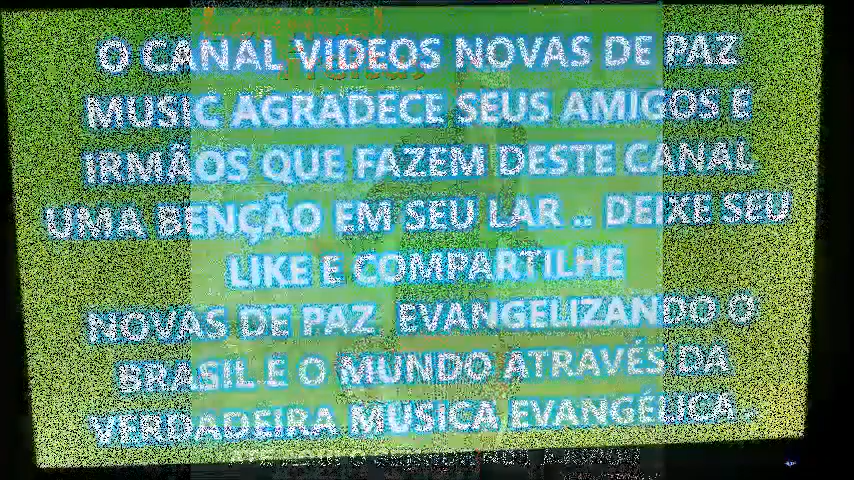 O CANAL VIDEOS NOVAS DE PAZ
MUSIC AGRADECE SEUS AMIGOS E
IRMÃOS QUE FAZEM DESTE CANAL
UMA BENÇÃO EM SEU LAR .. DEIXE SEU
LIKE E COMPARTILHE
NOVAS DE PAZ EVANGELIZANDO O
BRASIL E O MUNDO ATRAVÉS DA
VERDADEIRA MUSICA EVANGÉLICA .